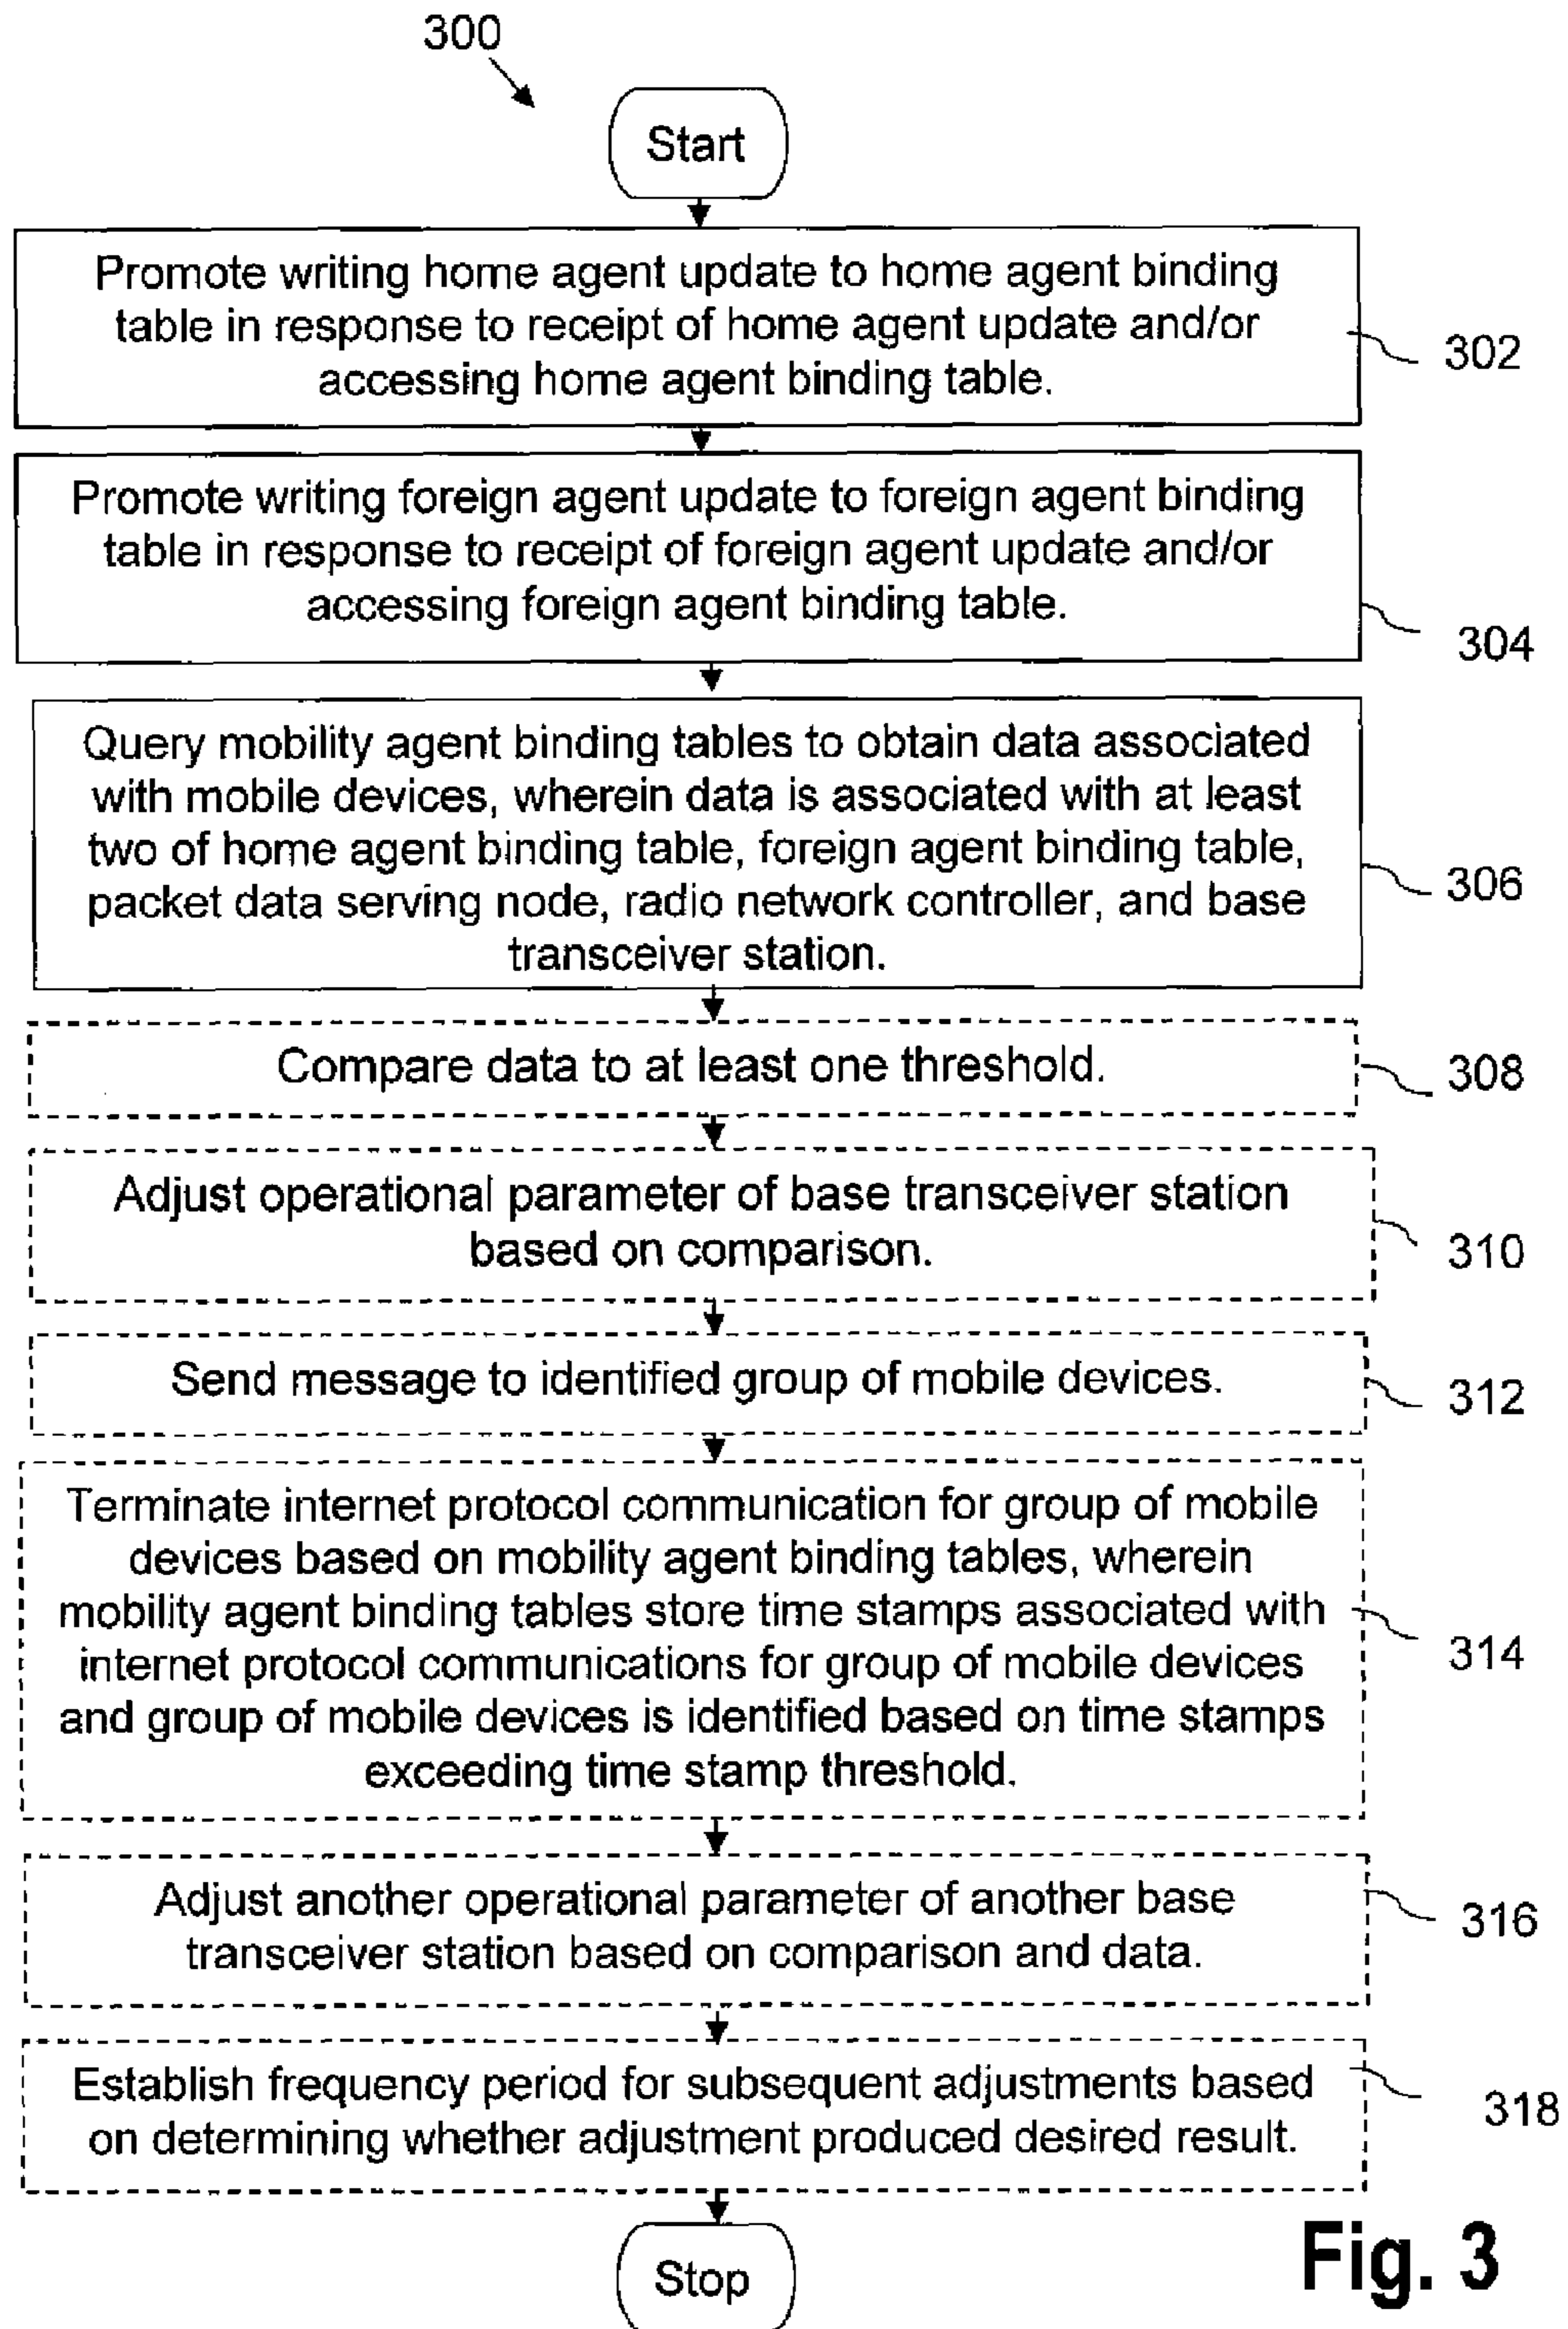 300
Start
Promote writing home agent update to home agent binding
table in response to receipt of home agent update and/or
accessing home agent binding table.
302
Promote writing foreign agent update to foreign agent binding
table in response to receipt of foreign agent update and/or
accessing foreign agent binding table.
304
Query mobility agent binding tables to obtain data associated
with mobile devices, wherein data is associated with at least
two of home agent binding table, foreign agent binding table,
packet data serving node, radio network controller, and base
transceiver station.
306
Compare data to at least one threshold.
308
Adjust operational parameter of base transceiver station
based on comparison.
310
Send message to identified group of mobile devices.
312
Terminate internet protocol communication for group of mobile
devices based on mobility agent binding tables, wherein
mobility agent binding tables store time stamps associated with
internet protocol communications for group of mobile devices
and group of mobile devices is identified based on time stamps
exceeding time stamp threshold.
314
Adjust another operational parameter of another base
transceiver station based on comparison and data.
316
Establish frequency period for subsequent adjustments based
on determining whether adjustment produced desired result.
318
Stop
Fig. 3